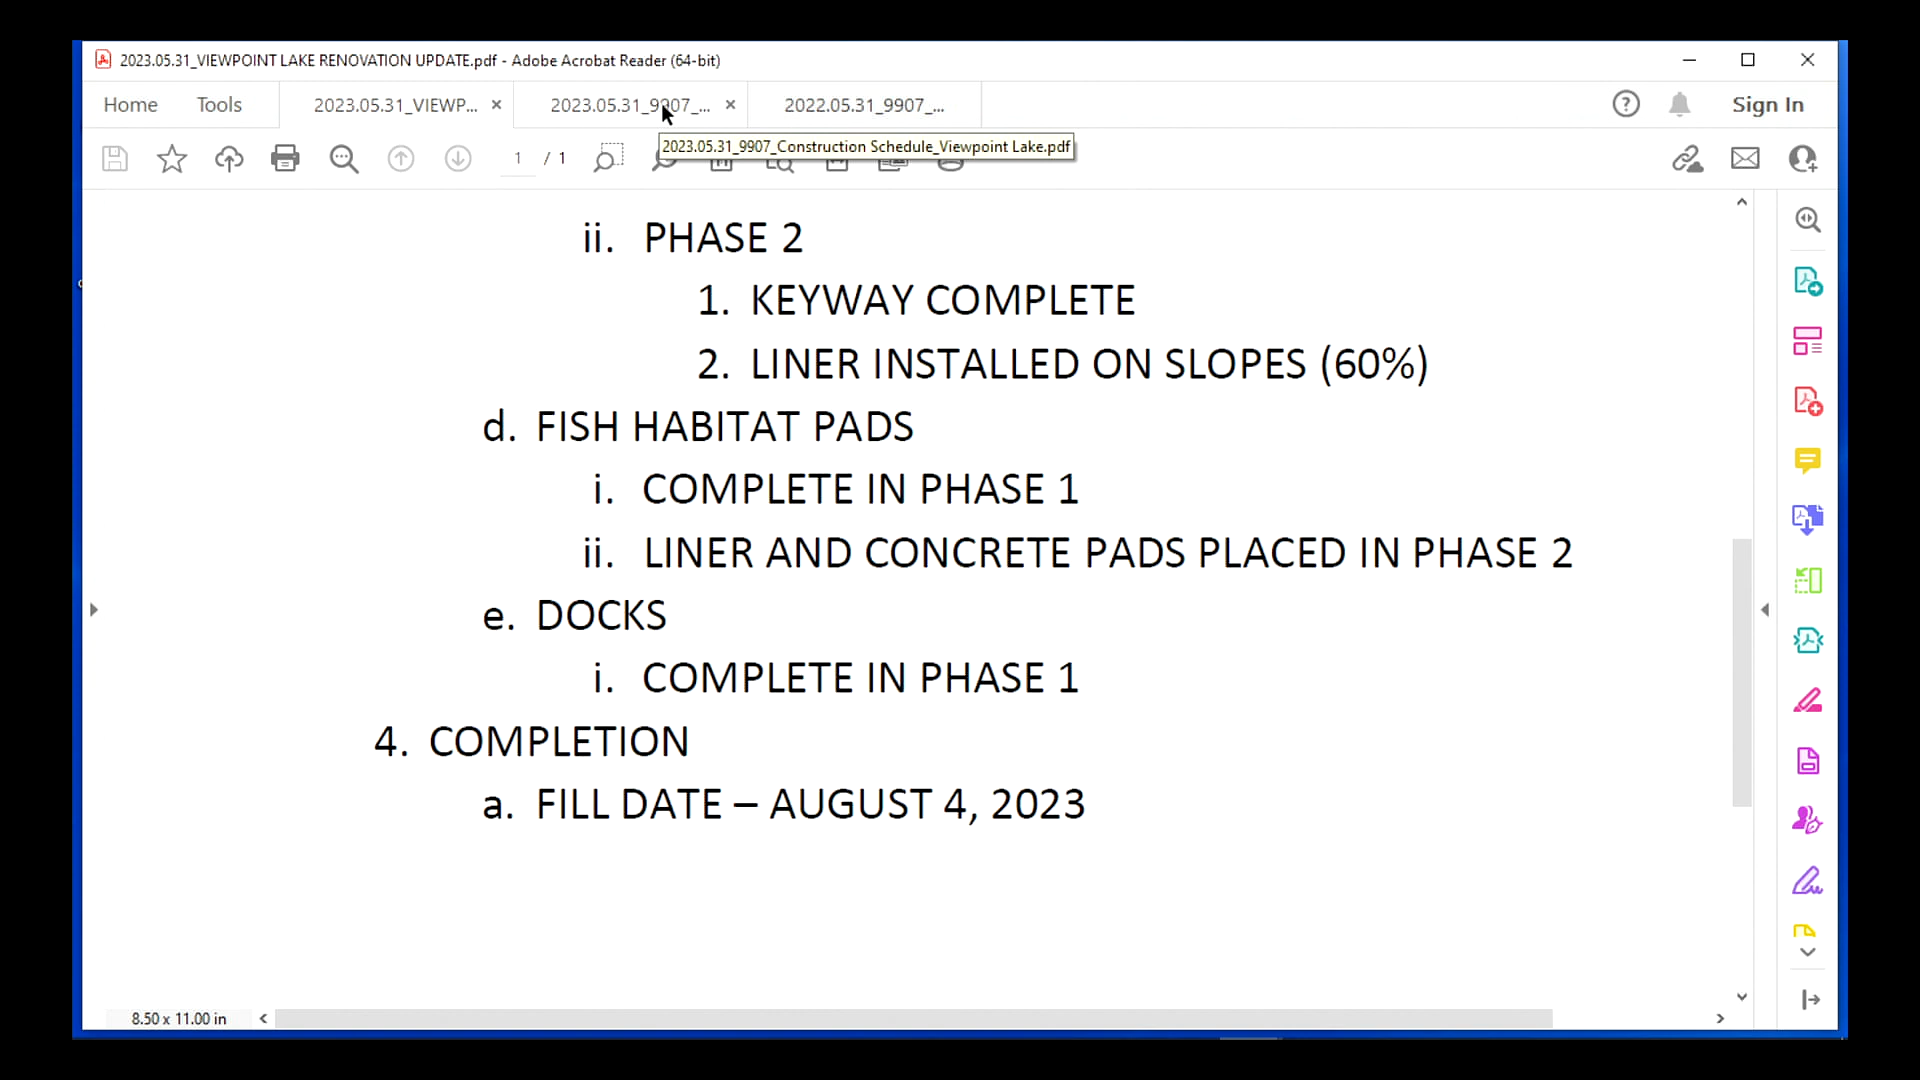 2023.05.31_VIEWPOINT LAKE RENOVATION UPDATE.pdf - Adobe Acrobat Reader (64-bit)
Home Tools 2023.05.31_VIEWP... 2023.05.31_9907_... 2022.05.31_9907_... Sign In
2023.05.31_9907_Construction Schedule_Viewpoint Lake.pdf
1 / 1
ii. PHASE 2
1. KEYWAY COMPLETE
2. LINER INSTALLED ON SLOPES (60%)
d. FISH HABITAT PADS
i. COMPLETE IN PHASE 1
ii. LINER AND CONCRETE PADS PLACED IN PHASE 2
e. DOCKS
i. COMPLETE IN PHASE 1
4. COMPLETION
a. FILL DATE – AUGUST 4, 2023
8.50 x 11.00 in